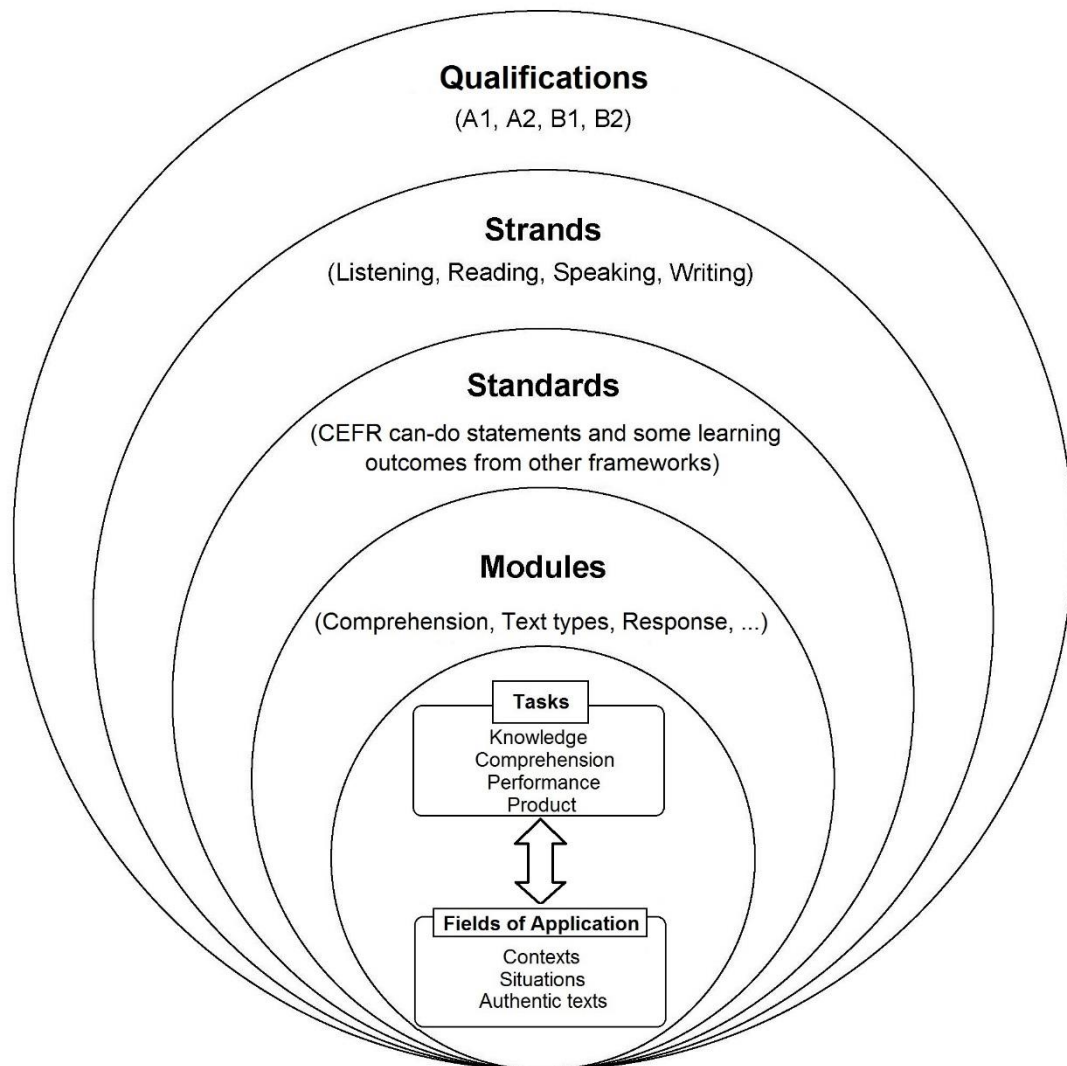 Qualifications
(A1, A2, B1, B2)
Strands
(Listening, Reading, Speaking, Writing)
Standards
(CEFR can-do statements and some learning
outcomes from other frameworks)
Modules
(Comprehension, Text types, Response, ...)
Tasks
Knowledge
Comprehension
Performance
Product
Fields of Application
Contexts
Situations
Authentic texts